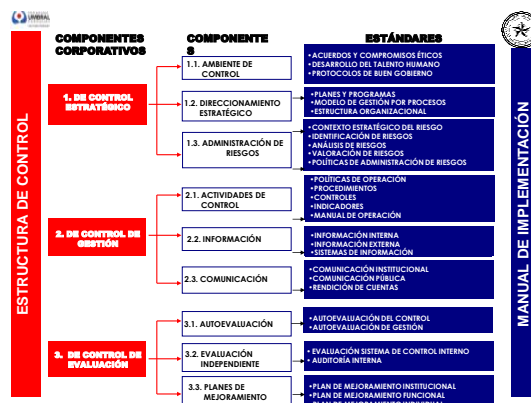 UMBRAL
COMPONENTES
CORPORATIVOS
COMPONENTE
S
ESTÁNDARES
ESTRUCTURA DE CONTROL
MANUAL DE IMPLEMENTACIÓN
1. DE CONTROL
ESTRATÉGICO
1.1. AMBIENTE DE
CONTROL
•ACUERDOS Y COMPROMISOS ÉTICOS
•DESARROLLO DEL TALENTO HUMANO
•PROTOCOLOS DE BUEN GOBIERNO
1.2. DIRECCIONAMIENTO
ESTRATÉGICO
•PLANES Y PROGRAMAS
•MODELO DE GESTIÓN POR PROCESOS
•ESTRUCTURA ORGANIZACIONAL
1.3. ADMINISTRACIÓN DE
RIESGOS
•CONTEXTO ESTRATÉGICO DEL RIESGO
•IDENTIFICACIÓN DE RIESGOS
•ANÁLISIS DE RIESGOS
•VALORACIÓN DE RIESGOS
•POLÍTICAS DE ADMINISTRACIÓN DE RIESGOS
2. DE CONTROL DE
GESTIÓN
2.1. ACTIVIDADES DE
CONTROL
•POLÍTICAS DE OPERACIÓN
•PROCEDIMIENTOS
•CONTROLES
•INDICADORES
•MANUAL DE OPERACIÓN
2.2. INFORMACIÓN
•INFORMACIÓN INTERNA
•INFORMACIÓN EXTERNA
•SISTEMAS DE INFORMACIÓN
2.3. COMUNICACIÓN
•COMUNICACIÓN INSTITUCIONAL
•COMUNICACIÓN PÚBLICA
•RENDICIÓN DE CUENTAS
3. DE CONTROL DE
EVALUACIÓN
3.1. AUTOEVALUACIÓN
•AUTOEVALUACIÓN DEL CONTROL
•AUTOEVALUACIÓN DE GESTIÓN
3.2. EVALUACIÓN
INDEPENDIENTE
• EVALUACIÓN SISTEMA DE CONTROL INTERNO
• AUDITORÍA INTERNA
3.3. PLANES DE
MEJORAMIENTO
•PLAN DE MEJORAMIENTO INSTITUCIONAL
•PLAN DE MEJORAMIENTO FUNCIONAL
•PLAN DE MEJORAMIENTO INDIVIDUAL